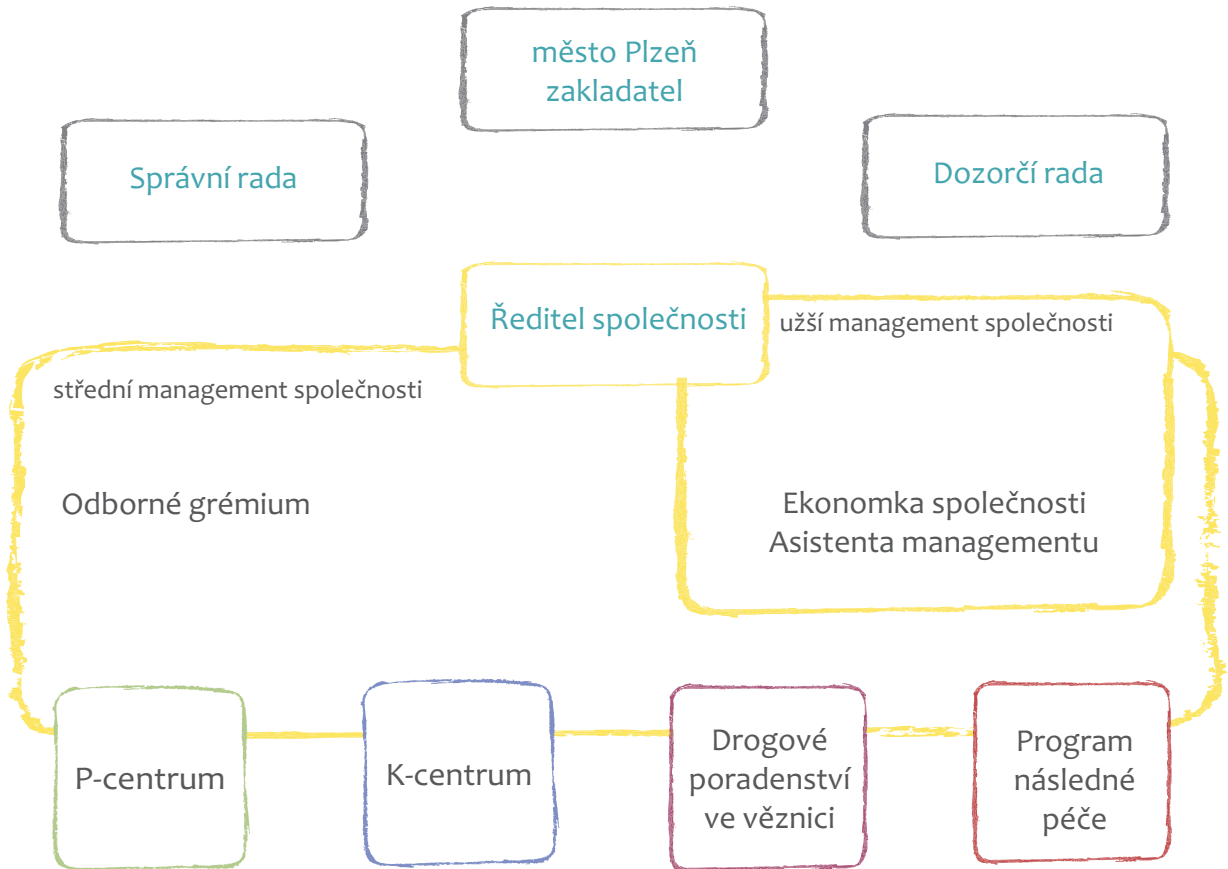 město Plzeň
zakladatel
Správní rada
Dozorčí rada
Ředitel společnosti
užší management společnosti
střední management společnosti
Odborné grémium
Ekonomka společnosti
Asistenta managementu
P-centrum
K-centrum
Drogové
poradenství
ve věznici
Program
následné
péče